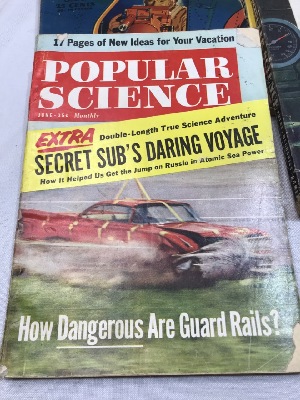 17 Pages of New Ideas for Your Vacation
POPULAR
SCIENCE
JUNE-35¢ Monthly
EXTRA Double-Length True Science Adventure
SECRET SUB'S DARING VOYAGE
How It Helped Us Get the Jump on Russia in Atomic Sea Power
How Dangerous Are Guard Rails?